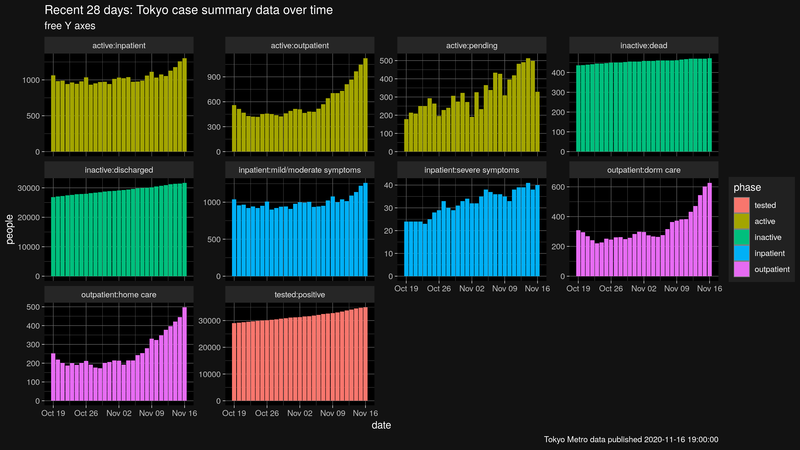 Recent 28 days: Tokyo case summary data over time
free Y axes
active:inpatient
active:outpatient
active:pending
inactive:dead
1000
500
0
900
600
300
0
500
400
300
200
100
0
400
200
0
inactive:discharged
inpatient:mild/moderate symptoms
inpatient:severe symptoms
outpatient:dorm care
people
30000
20000
10000
0
1000
500
0
40
30
20
10
0
600
400
200
0
Oct 19 Oct 26 Nov 02 Nov 09 Nov 16
Oct 19 Oct 26 Nov 02 Nov 09 Nov 16
phase
tested
active
inactive
inpatient
outpatient
outpatient:home care
tested:positive
500
400
300
200
100
0
30000
20000
10000
0
Oct 19 Oct 26 Nov 02 Nov 09 Nov 16
Oct 19 Oct 26 Nov 02 Nov 09 Nov 16
date
Tokyo Metro data published 2020-11-16 19:00:00